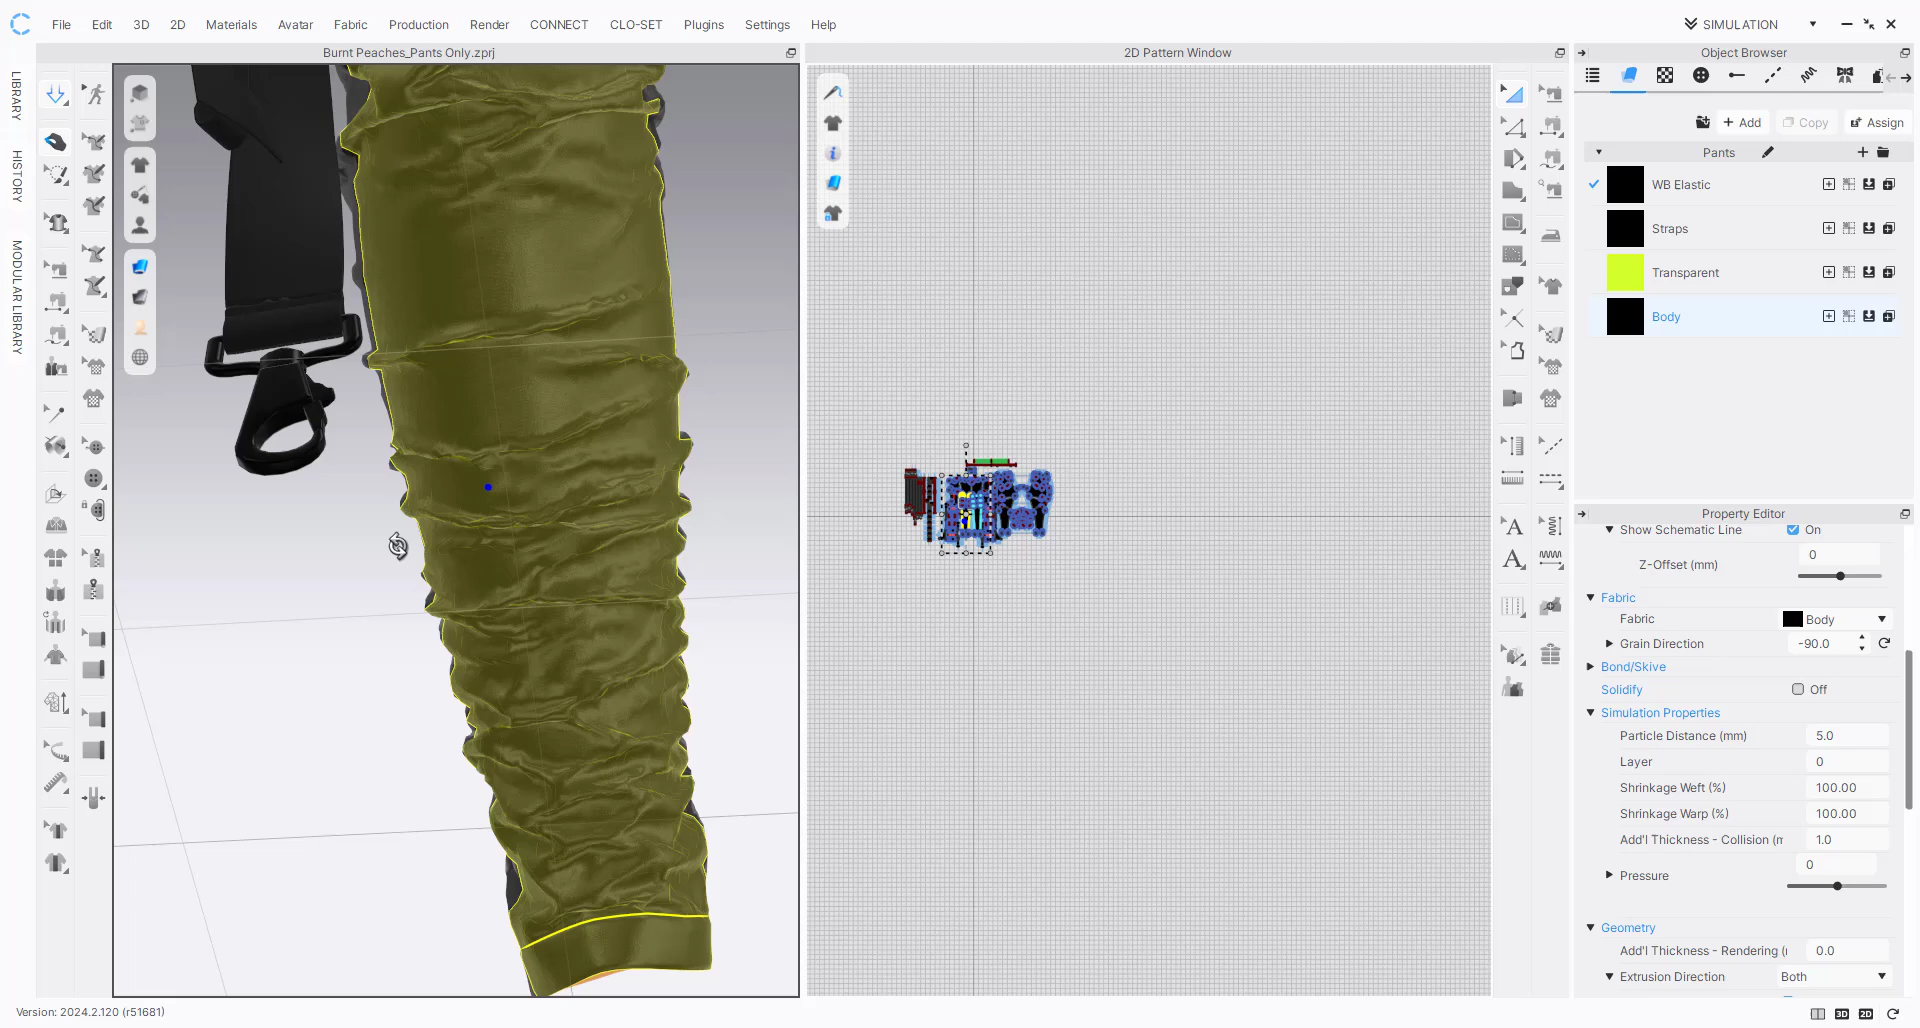 File Edit 3D 2D Materials Avatar Fabric Production Render CONNECT CLO-SET Plugins Settings Help SIMULATION
Burnt Peaches_Pants Only.zprj
2D Pattern Window
Object Browser
LIBRARY
HISTORY
MODULAR LIBRARY
+ Add Copy Assign
Pants
WB Elastic
Straps
Transparent
Body
Property Editor
Show Schematic Line On
Z-Offset (mm) 0
Fabric
Fabric Body
Grain Direction -90.0
Bond/Skive
Solidify Off
Simulation Properties
Particle Distance (mm) 5.0
Layer 0
Shrinkage Weft (%) 100.00
Shrinkage Warp (%) 100.00
Add'l Thickness - Collision (m 1.0
Pressure 0
Geometry
Add'l Thickness - Rendering (r 0.0
Extrusion Direction Both
Version: 2024.2.120 (r51681)
3D 2D